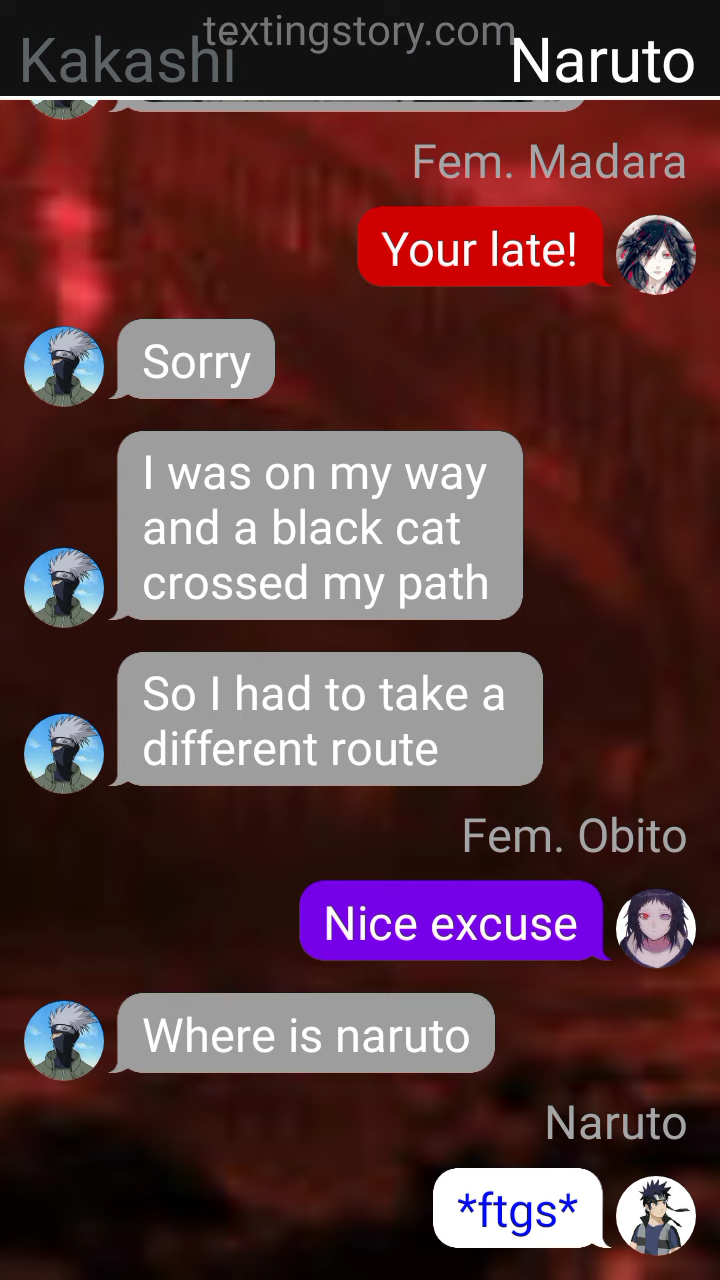 textingstory.com
Kakashi
Naruto
Fem. Madara
Your late!
Sorry
I was on my way
and a black cat
crossed my path
So I had to take a
different route
Fem. Obito
Nice excuse
Where is naruto
Naruto
*ftgs*